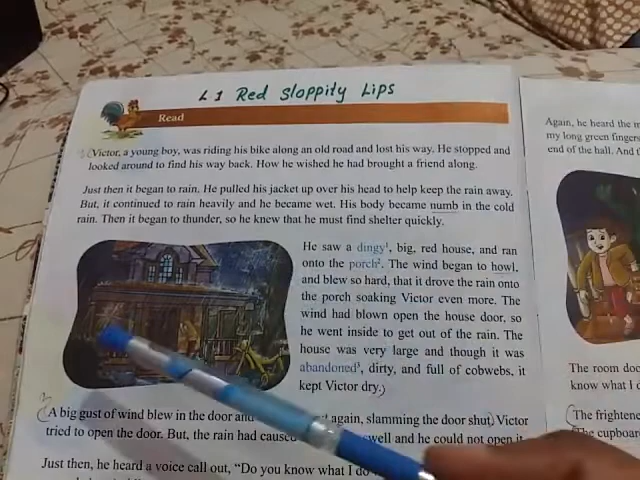 L 1 Red Sloppity Lips
Read
Victor, a young boy, was riding his bike along an old road and lost his way. He stopped and
looked around to find his way back. How he wished he had brought a friend along.
Just then it began to rain. He pulled his jacket up over his head to help keep the rain away.
But, it continued to rain heavily and he became wet. His body became numb in the cold
rain. Then it began to thunder, so he knew that he must find shelter quickly.
He saw a dingy¹, big, red house, and ran
onto the porch². The wind began to howl,
and blew so hard, that it drove the rain onto
the porch soaking Victor even more. The
wind had blown open the house door, so
he went inside to get out of the rain. The
house was very large and though it was
abandoned³, dirty, and full of cobwebs, it
kept Victor dry.)
(A big gust of wind blew in the door and again, slamming the door shut) Victor
tried to open the door. But, the rain had caused swell and he could not open it
Just then, he heard a voice call out, "Do you know what I do
Again, he heard the
my long green fingers
end of the hall. And
The room doo
know what I
(The frightene
The cupboar